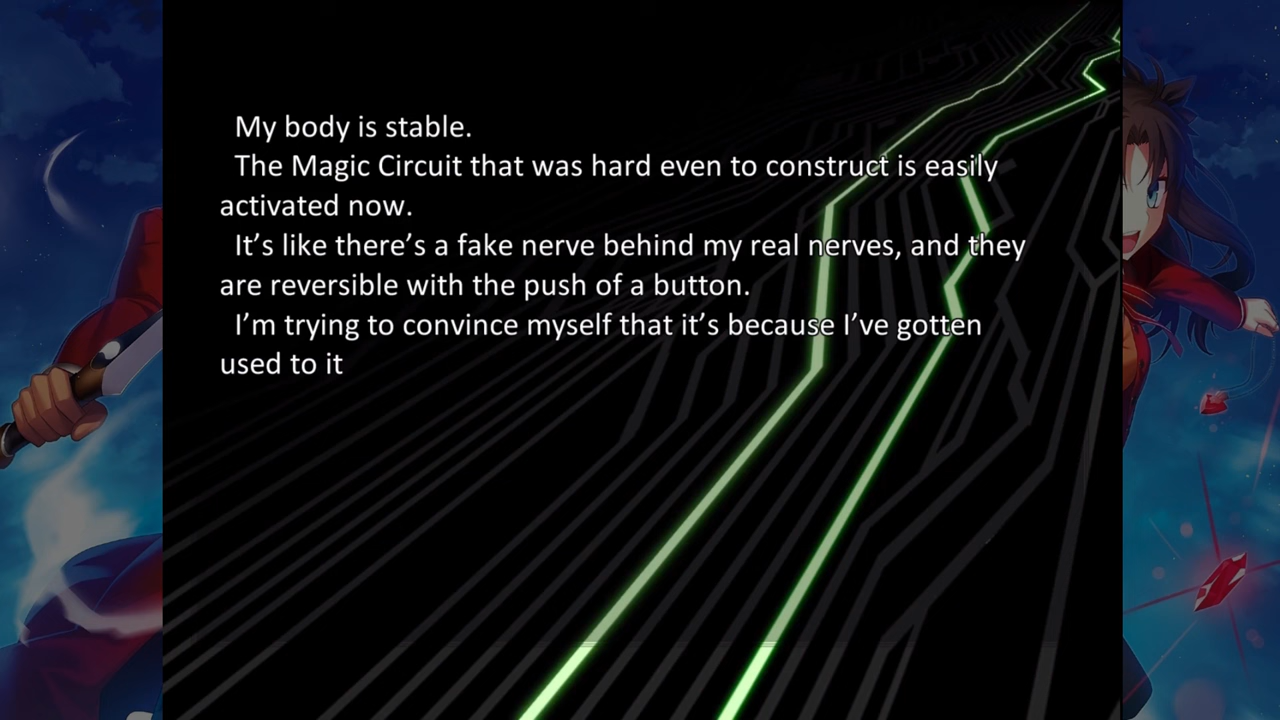 My body is stable.
The Magic Circuit that was hard even to construct is easily
activated now.
It’s like there’s a fake nerve behind my real nerves, and they
are reversible with the push of a button.
I’m trying to convince myself that it’s because I’ve gotten
used to it